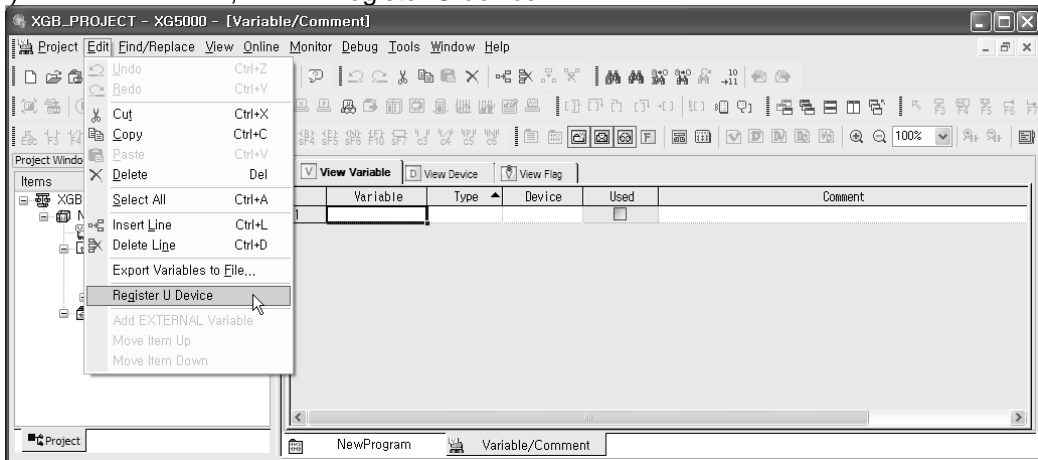 XGB_PROJECT - XG5000 - [Variable/Comment]
Project Edit Find/Replace View Online Monitor Debug Tools Window Help
Undo Ctrl+Z
Redo Ctrl+Y
Cut Ctrl+X
Copy Ctrl+C
Paste Ctrl+V
Delete Del
Select All Ctrl+A
Insert Line Ctrl+L
Delete Line Ctrl+D
Export Variables to File...
Register U Device
Add EXTERNAL Variable
Move Item Up
Move Item Down
100%
Project Windo
Items
XGB
N
V View Variable D View Device View Flag
Variable Type Device Used Comment
1
Project
NewProgram Variable/Comment